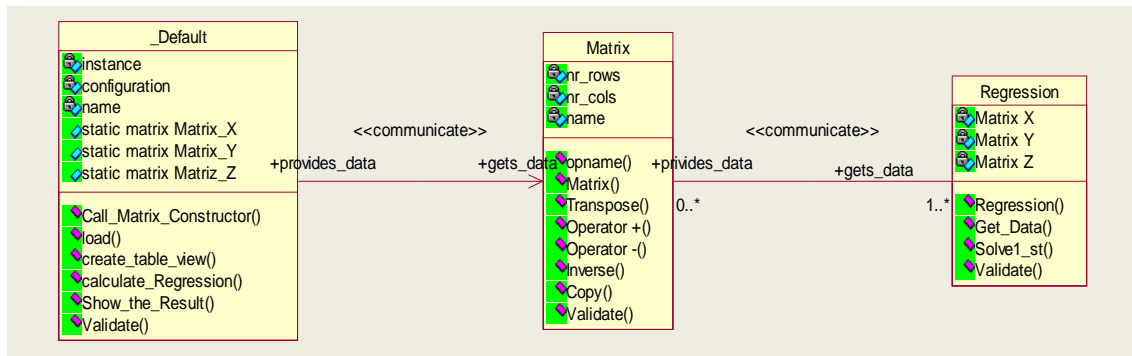 _Default
instance
configuration
name
static matrix Matrix_X
static matrix Matrix_Y
static matrix Matriz_Z
Call_Matrix_Constructor()
load()
create_table_view()
calculate_Regression()
Show_the_Result()
Validate()
<<communicate>>
+provides_data
+gets_data
Matrix
nr_rows
nr_cols
name
opname()
Matrix()
Transpose()
Operator +()
Operator -()
Inverse()
Copy()
Validate()
<<communicate>>
+privides_data
+gets_data
0..*
1..*
Regression
Matrix X
Matrix Y
Matrix Z
Regression()
Get_Data()
Solve1_st()
Validate()